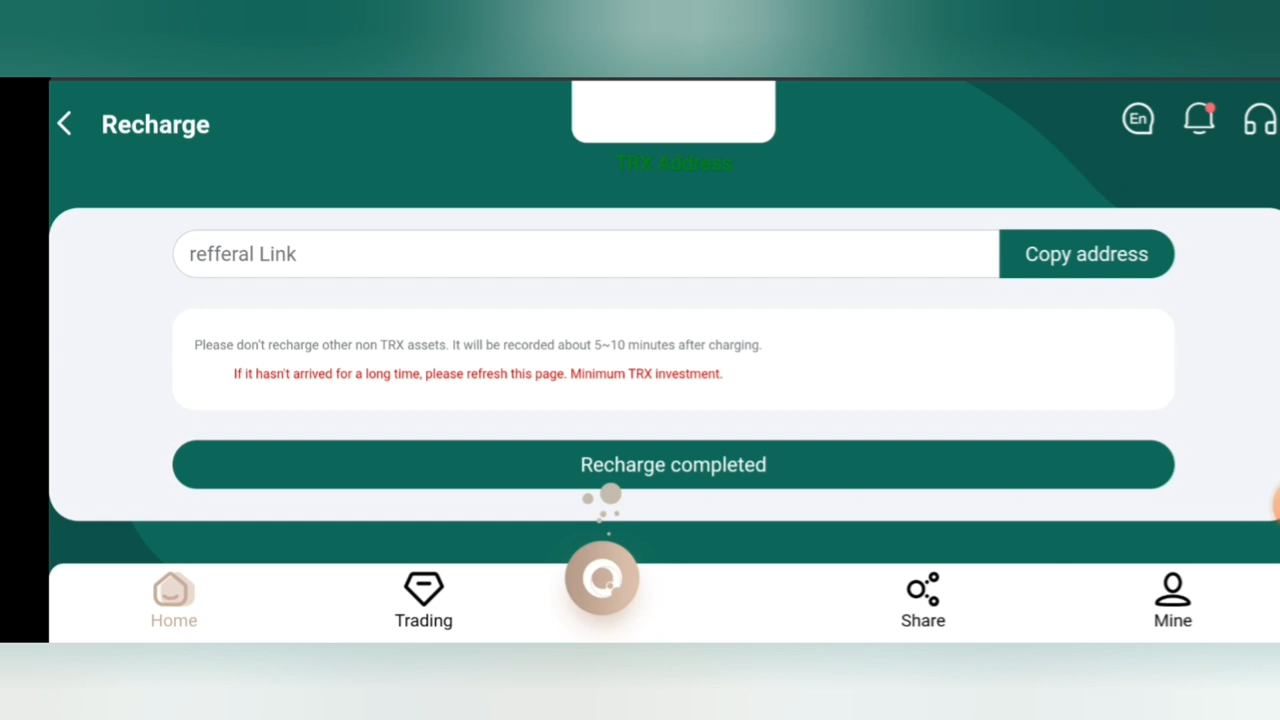 Recharge
En
TRX Address
refferal Link
Copy address
Please don't recharge other non TRX assets. It will be recorded about 5~10 minutes after charging.
If it hasn't arrived for a long time, please refresh this page. Minimum TRX investment.
Recharge completed
Home
Trading
Share
Mine